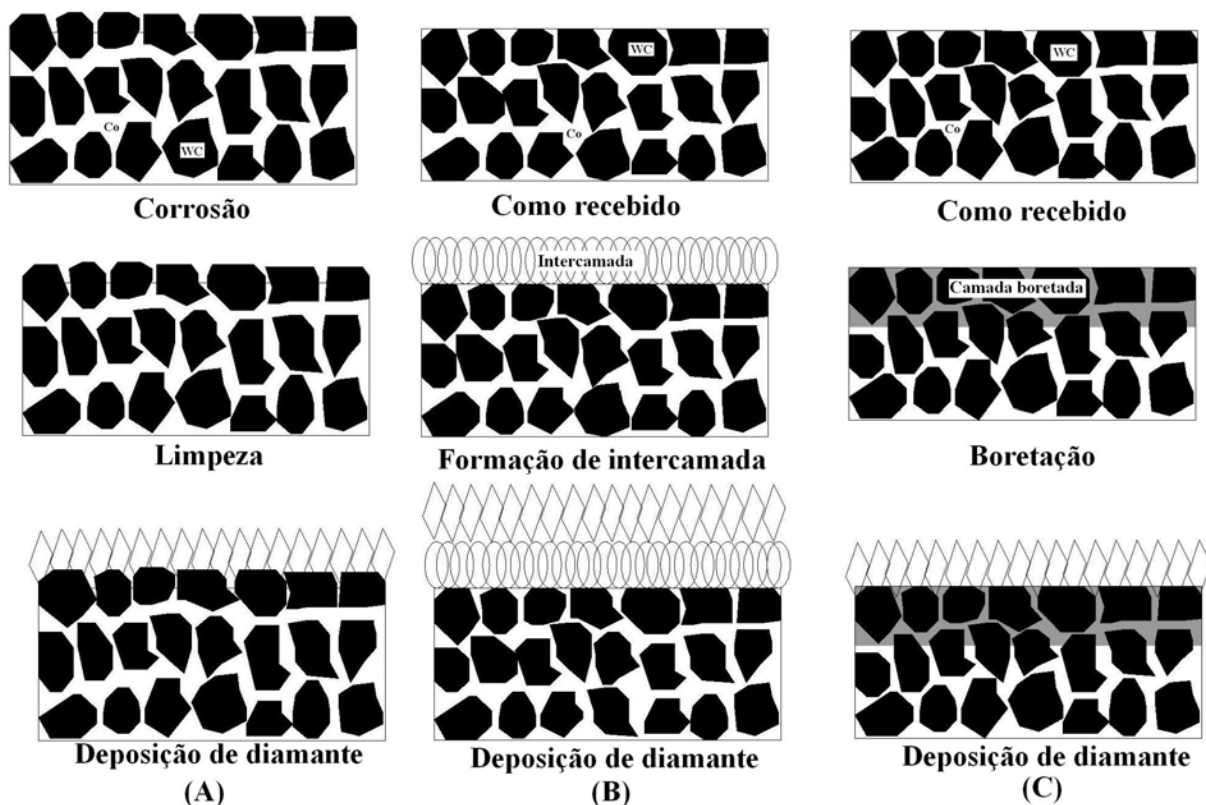 WC
Co
Corrosão
Limpeza
Deposição de diamante
(A)
WC
Co
Como recebido
Intercamada
Formação de intercamada
Deposição de diamante
(B)
WC
Co
Como recebido
Camada boretada
Boretação
Deposição de diamante
(C)